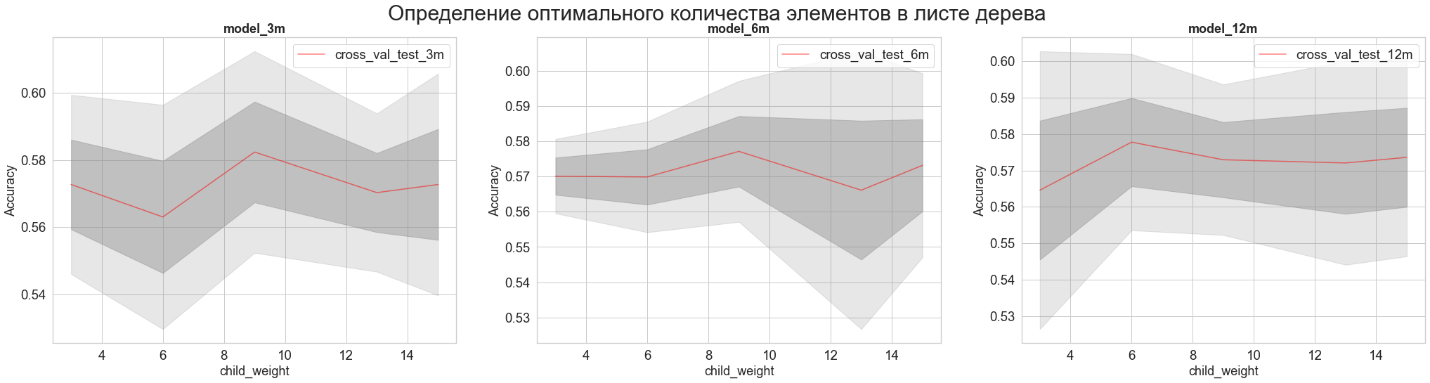 Определение оптимального количества элементов в листе дерева
model_3m
cross_val_test_3m
Accuracy
0.60
0.58
0.56
0.54
4 6 8 10 12 14
child_weight
model_6m
cross_val_test_6m
Accuracy
0.60
0.59
0.58
0.57
0.56
0.55
0.54
0.53
4 6 8 10 12 14
child_weight
model_12m
cross_val_test_12m
Accuracy
0.60
0.59
0.58
0.57
0.56
0.55
0.54
0.53
4 6 8 10 12 14
child_weight